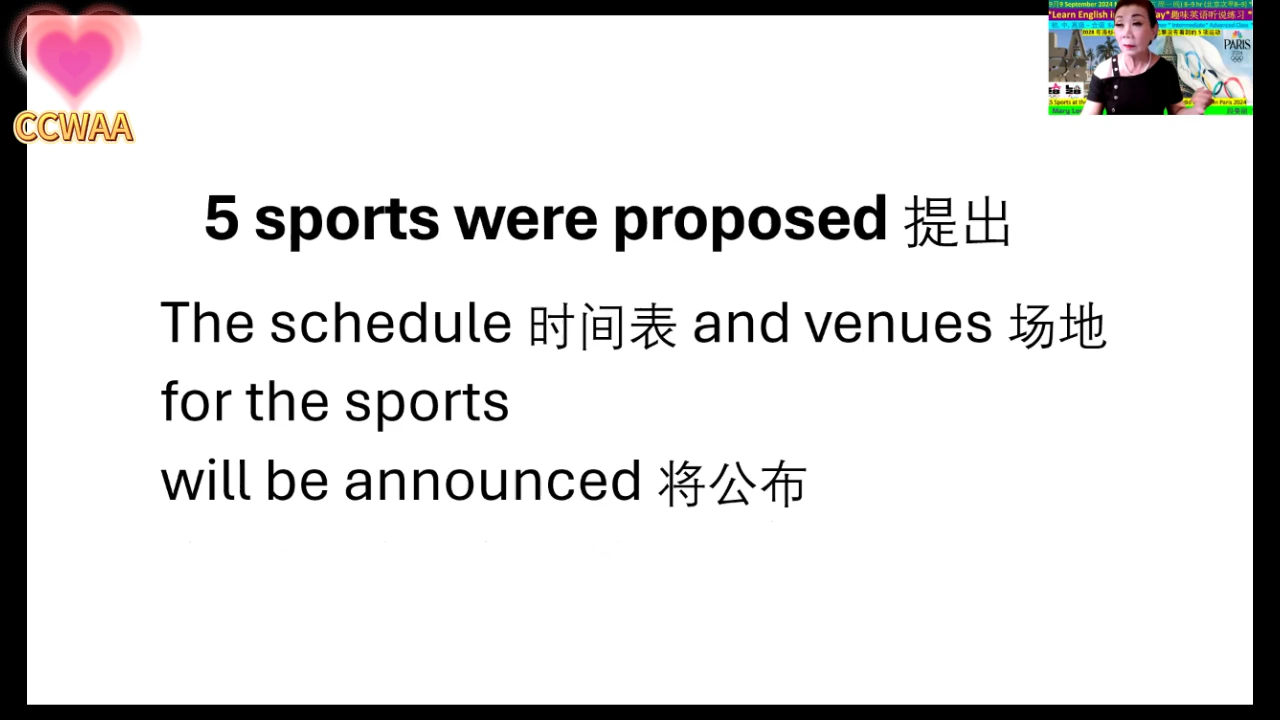 CCWAA
5 sports were proposed 提出
The schedule 时间表 and venues 场地
for the sports
will be announced 将公布
PARIS